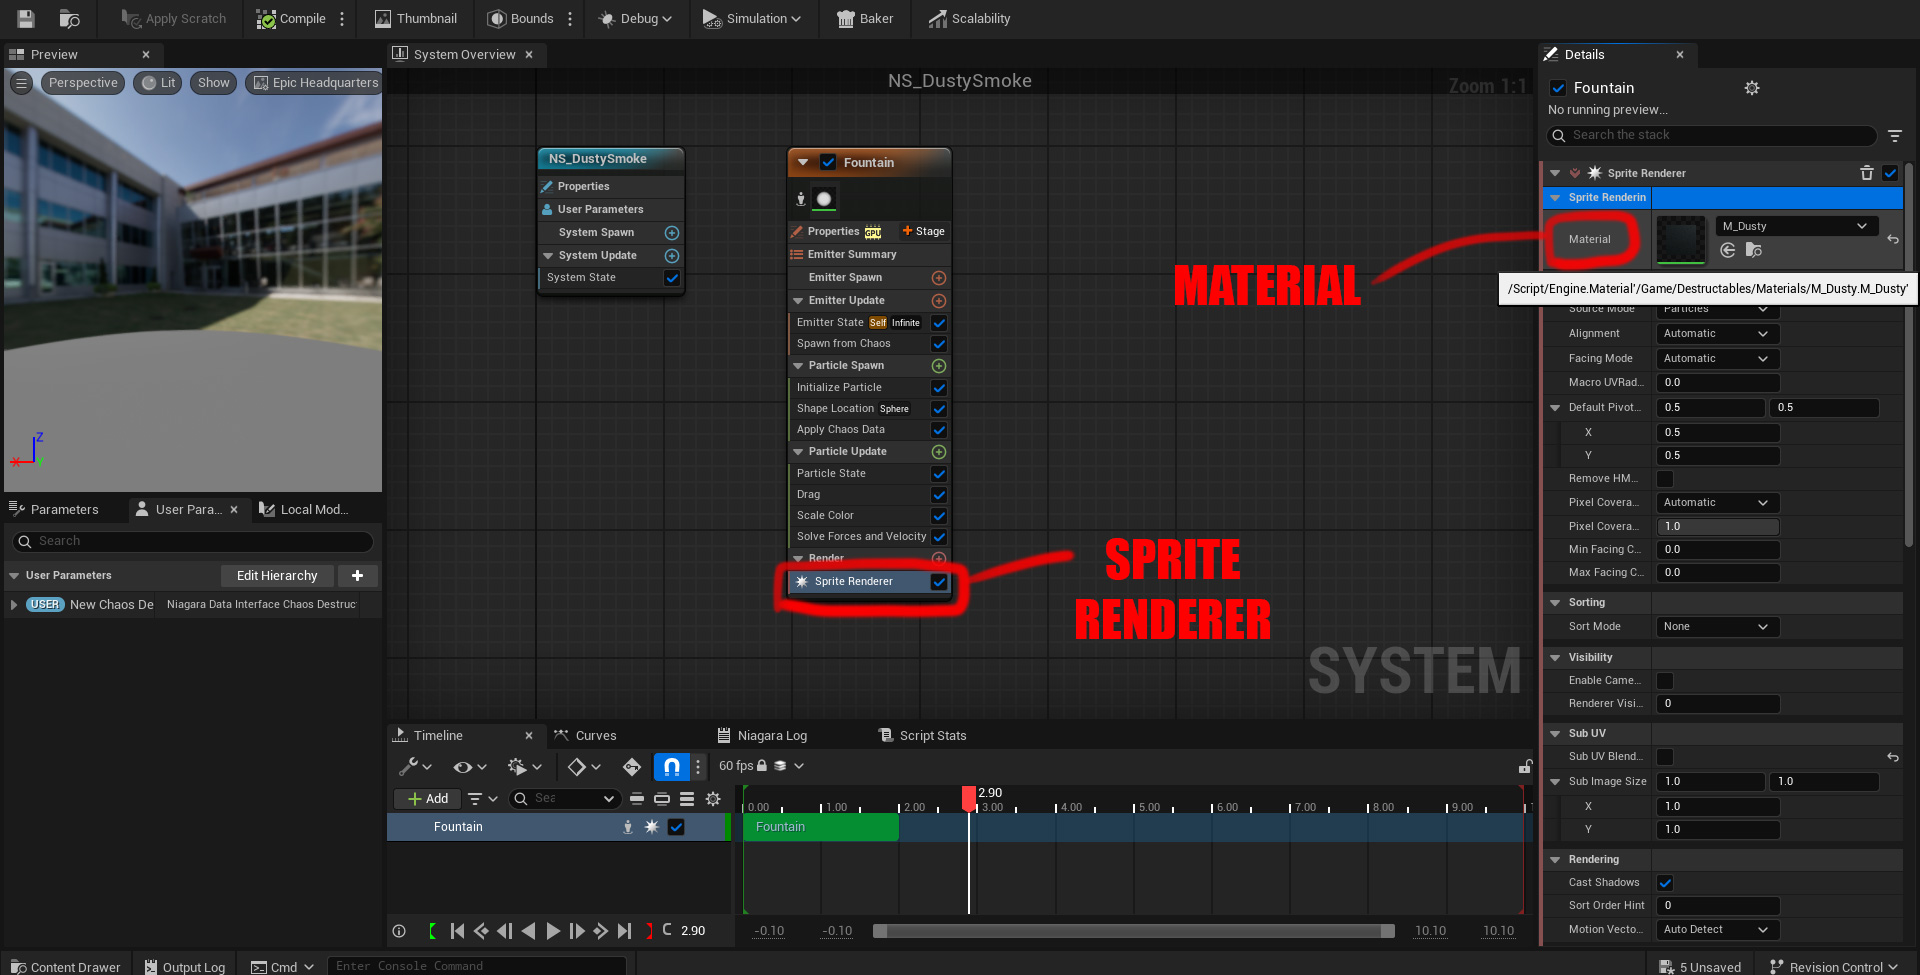 Apply Scratch
Compile
Thumbnail
Bounds
Debug
Simulation
Baker
Scalability
Preview
System Overview
Details
Perspective
Lit
Show
Epic Headquarters
NS_DustySmoke
Zoom 1:1
Fountain
No running preview...
Search the stack
NS_DustySmoke
Properties
User Parameters
System Spawn
System Update
System State
Fountain
Properties
GPU
Stage
Emitter Summary
Emitter Spawn
Emitter Update
Emitter State Self Infinite
Spawn from Chaos
Particle Spawn
Initialize Particle
Shape Location Sphere
Apply Chaos Data
Particle Update
Particle State
Drag
Scale Color
Solve Forces and Velocity
Render
Sprite Renderer
MATERIAL
SPRITE
RENDERER
SYSTEM
Sprite Renderer
Sprite Renderin
Material
M_Dusty
/Script/Engine.Material'/Game/Destructables/Materials/M_Dusty.M_Dusty'
Source Mode Particles
Alignment Automatic
Facing Mode Automatic
Macro UVRad... 0.0
Default Pivot... 0.5 0.5
X 0.5
Y 0.5
Remove HM...
Pixel Covera... Automatic
Pixel Covera... 1.0
Min Facing C... 0.0
Max Facing C... 0.0
Sorting
Sort Mode None
Visibility
Enable Came...
Renderer Visi... 0
Sub UV
Sub UV Blend...
Sub Image Size 1.0 1.0
X 1.0
Y 1.0
Rendering
Cast Shadows
Sort Order Hint 0
Motion Vecto... Auto Detect
Z
X
Y
Parameters
User Para...
Local Mod...
Search
User Parameters
Edit Hierarchy
USER New Chaos De
Niagara Data Interface Chaos Destruc
Timeline
Curves
Niagara Log
Script Stats
60 fps
Add
Sea
2.90
0.00 1.00 2.00 3.00 4.00 5.00 6.00 7.00 8.00 9.00 1
Fountain
Fountain
2.90
-0.10
-0.10
10.10
10.10
Content Drawer
Output Log
Cmd
Enter Console Command
5 Unsaved
Revision Control